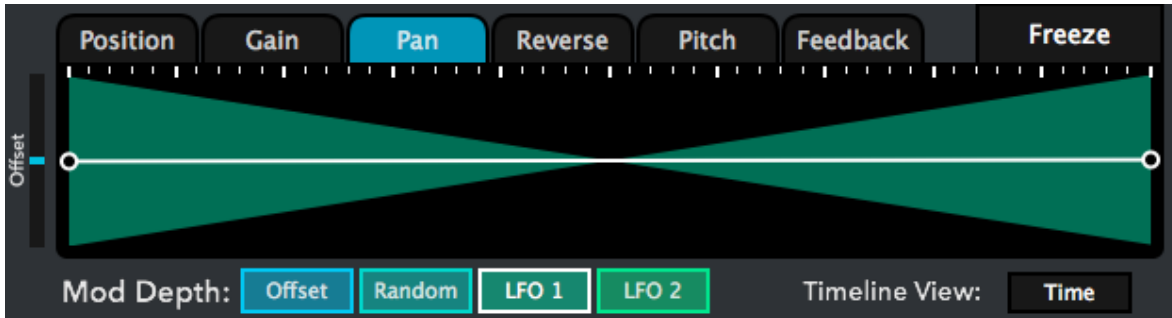 Position Gain Pan Reverse Pitch Feedback Freeze
Offset
Mod Depth: Offset Random LFO 1 LFO 2 Timeline View: Time